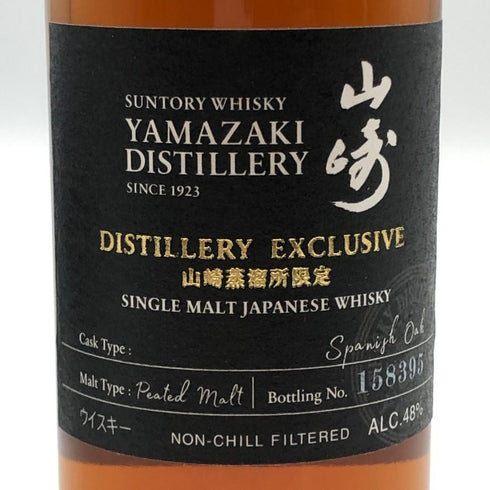 SUNTORY WHISKY
YAMAZAKI
DISTILLERY
SINCE 1923
山崎
DISTILLERY EXCLUSIVE
山崎蒸溜所限定
SINGLE MALT JAPANESE WHISKY
Cask Type : Spanish Oak
Malt Type : Peated Malt
Bottling No. 158395
ウイスキー
NON-CHILL FILTERED
ALC.48%